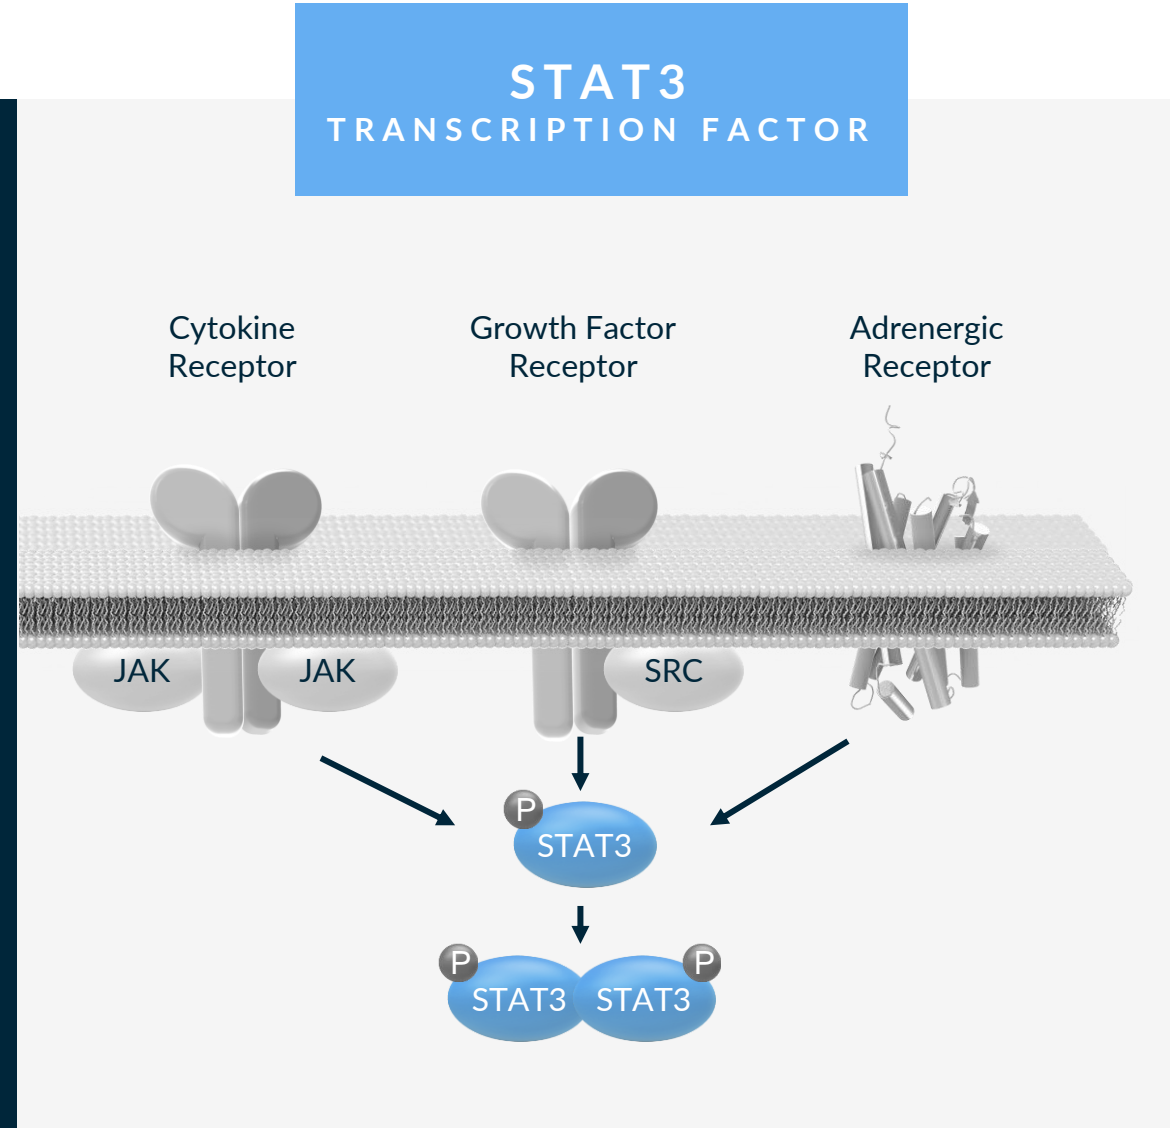 STAT3
TRANSCRIPTION FACTOR
Cytokine
Receptor
Growth Factor
Receptor
Adrenergic
Receptor
JAK
JAK
SRC
P
STAT3
P
P
STAT3
STAT3